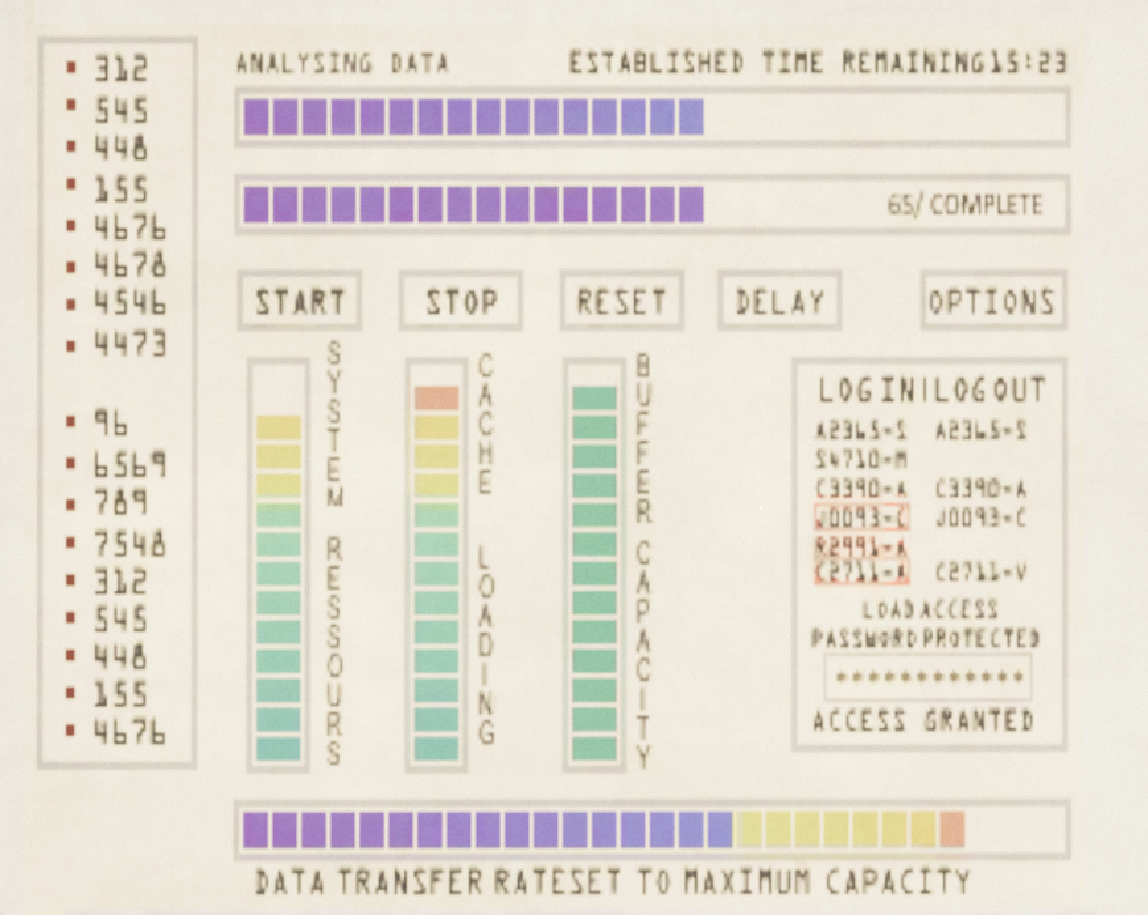 312
545
448
155
4676
4678
4546
4473
96
6569
789
7548
312
545
448
155
4676
ANALYSING DATA
ESTABLISHED TIME REMAINING15:23
65/ COMPLETE
START
STOP
RESET
DELAY
OPTIONS
SYSTEM RESSOURS
CACHE LOADING
BUFFER CAPACITY
LOGIN|LOGOUT
A2365=S A2365=S
S4710=M
C3390=A C3390=A
J0093=C J0093=C
R2991=A
C2711=A C2711=V
LOAD ACCESS
PASSWORD PROTECTED
************
ACCESS GRANTED
DATA TRANSFER RATESET TO MAXIMUM CAPACITY